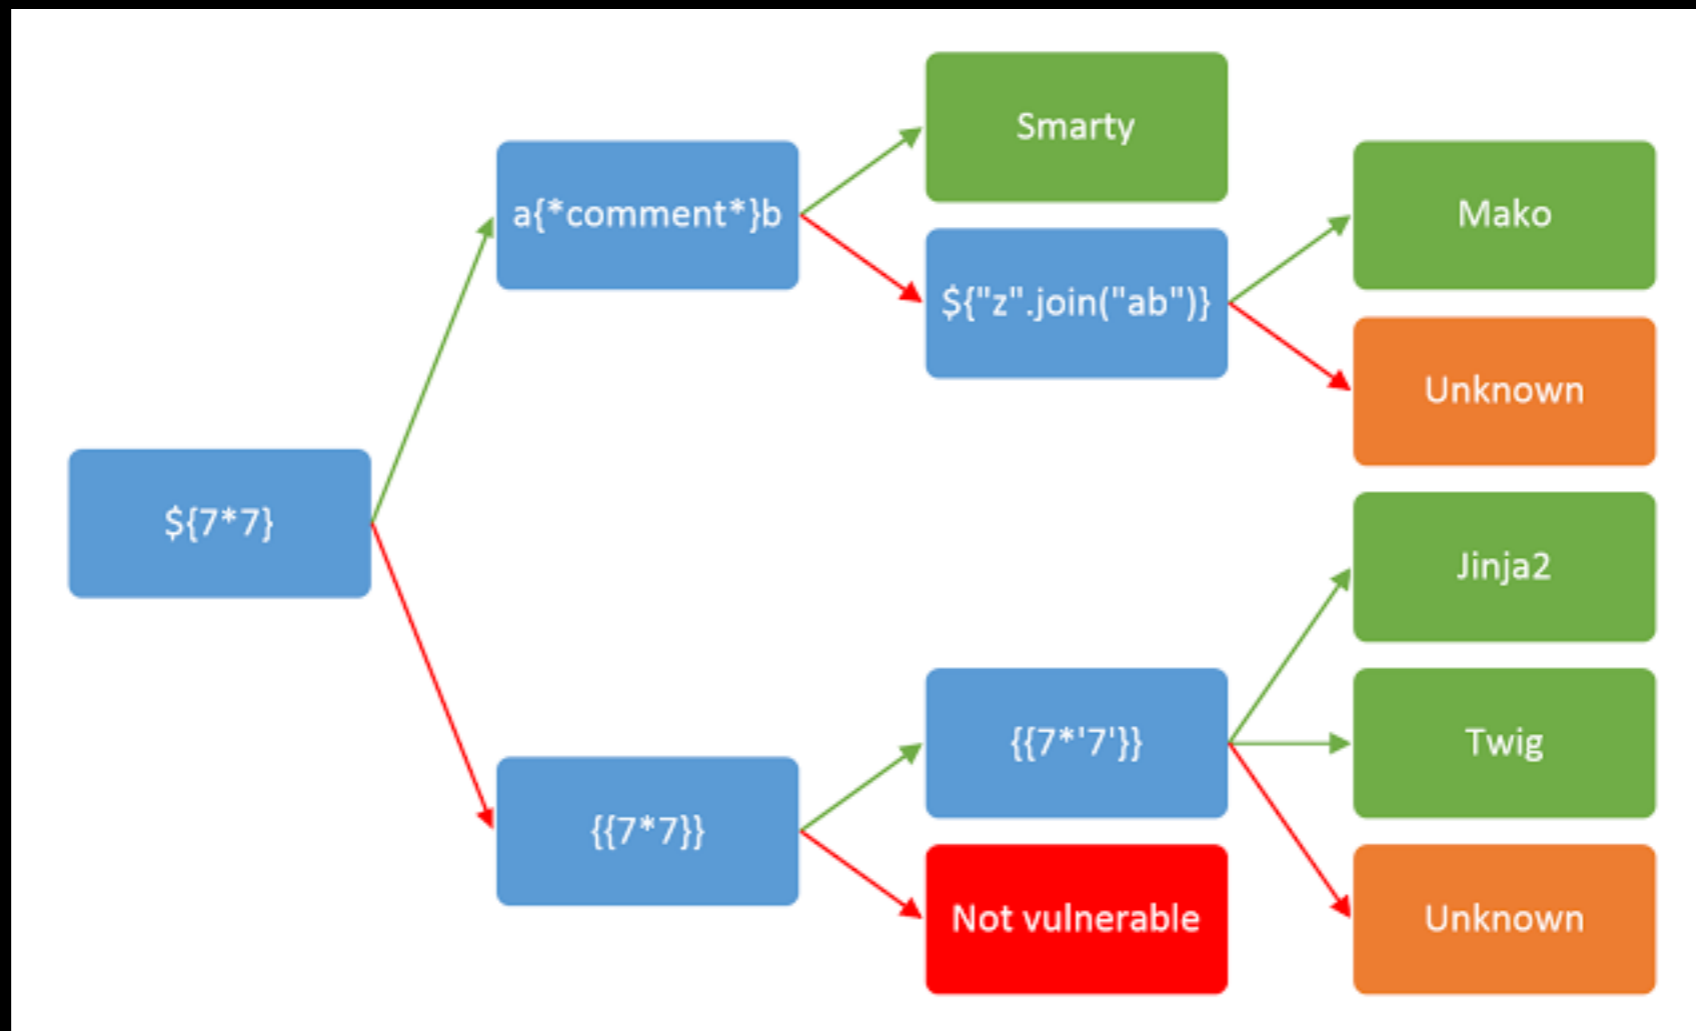 ${7*7}
a{*comment*}b
Smarty
${"z".join("ab")}
Mako
Unknown
{{7*7}}
{{7*'7'}}
Not vulnerable
Jinja2
Twig
Unknown